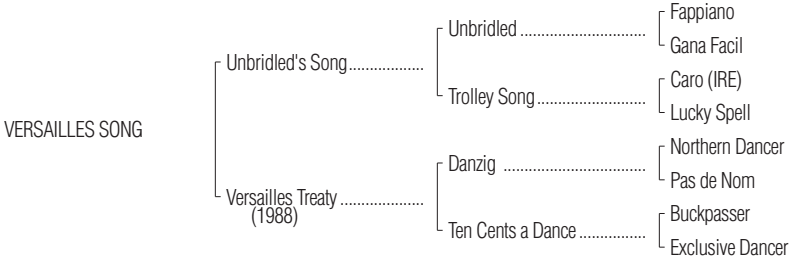 Fappiano
Unbridled ..............................
Gana Facil
Unbridled's Song..................
Caro (IRE)
Trolley Song..........................
Lucky Spell
VERSAILLES SONG
Northern Dancer
Danzig ..................................
Pas de Nom
Versailles Treaty ....................
(1988)
Buckpasser
Ten Cents a Dance ................
Exclusive Dancer